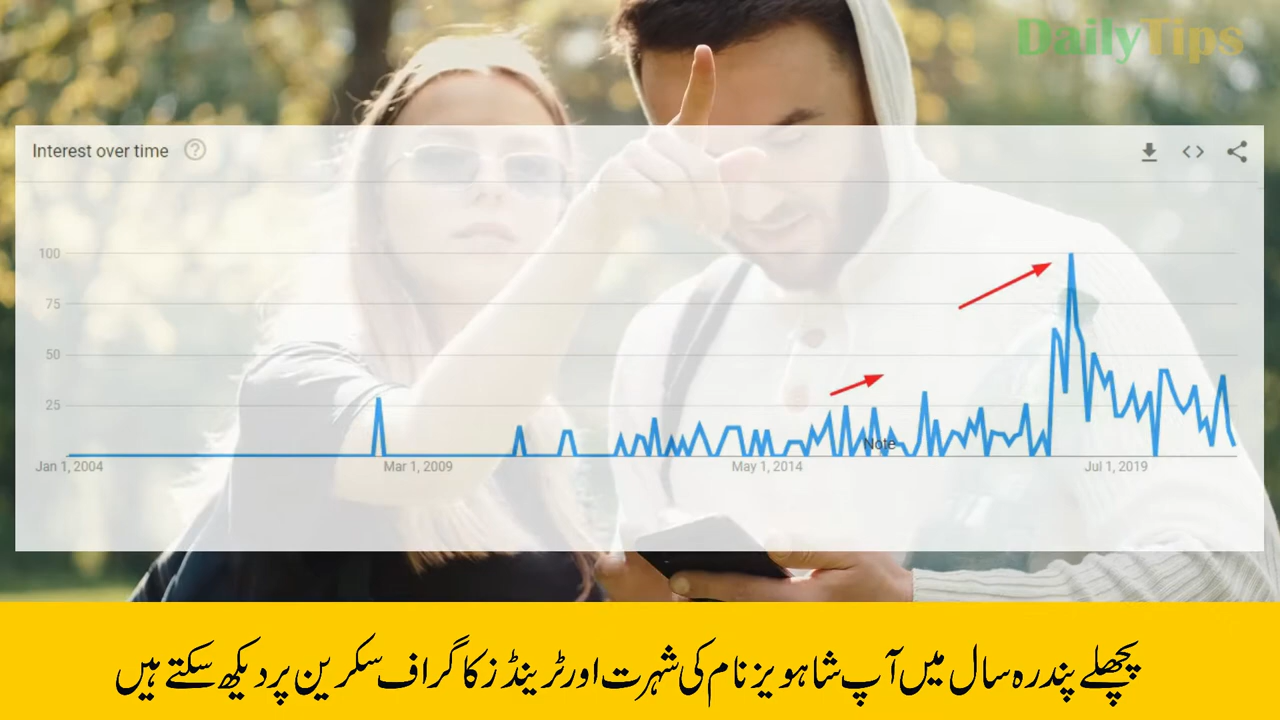 DailyTips
Interest over time
100
75
50
25
Note
Jan 1, 2004 Mar 1, 2009 May 1, 2014 Jul 1, 2019
پچھلے پندرہ سال میں آپ شاہویز نام کی شہرت اور ٹرینڈز کا گراف سکرین پر دیکھ سکتے ہیں